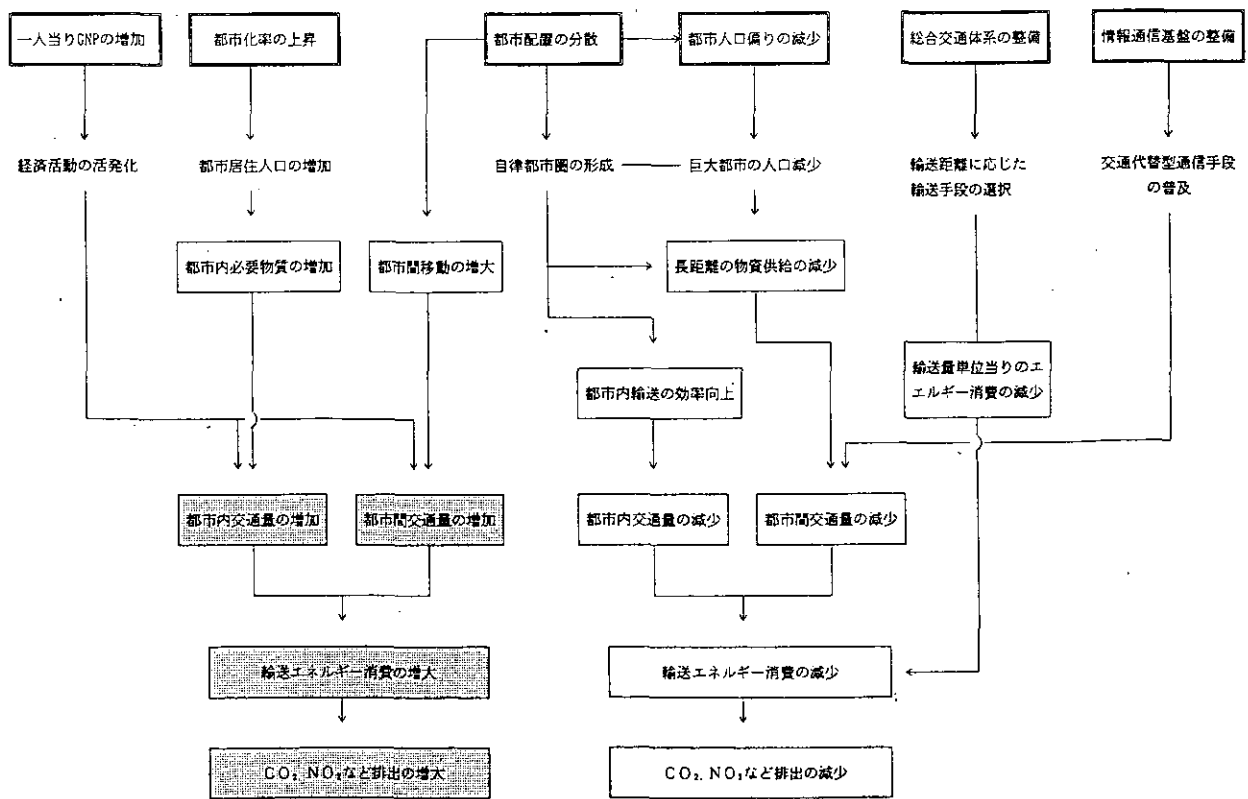 一人当りGNPの増加
都市化率の上昇
都市配置の分散
都市人口偏りの減少
総合交通体系の整備
情報通信基盤の整備
経済活動の活発化
都市居住人口の増加
自律都市圏の形成
巨大都市の人口減少
輸送距離に応じた
輸送手段の選択
交通代替型通信手段
の普及
都市内必要物質の増加
都市間移動の増大
長距離の物資供給の減少
輸送量単位当りのエ
エルギー消費の減少
都市内輸送の効率向上
都市内交通量の増加
都市間交通量の増加
都市内交通量の減少
都市間交通量の減少
輸送エネルギー消費の増大
輸送エネルギー消費の減少
CO₂, NO₂など排出の増大
CO₂, NO₂など排出の減少